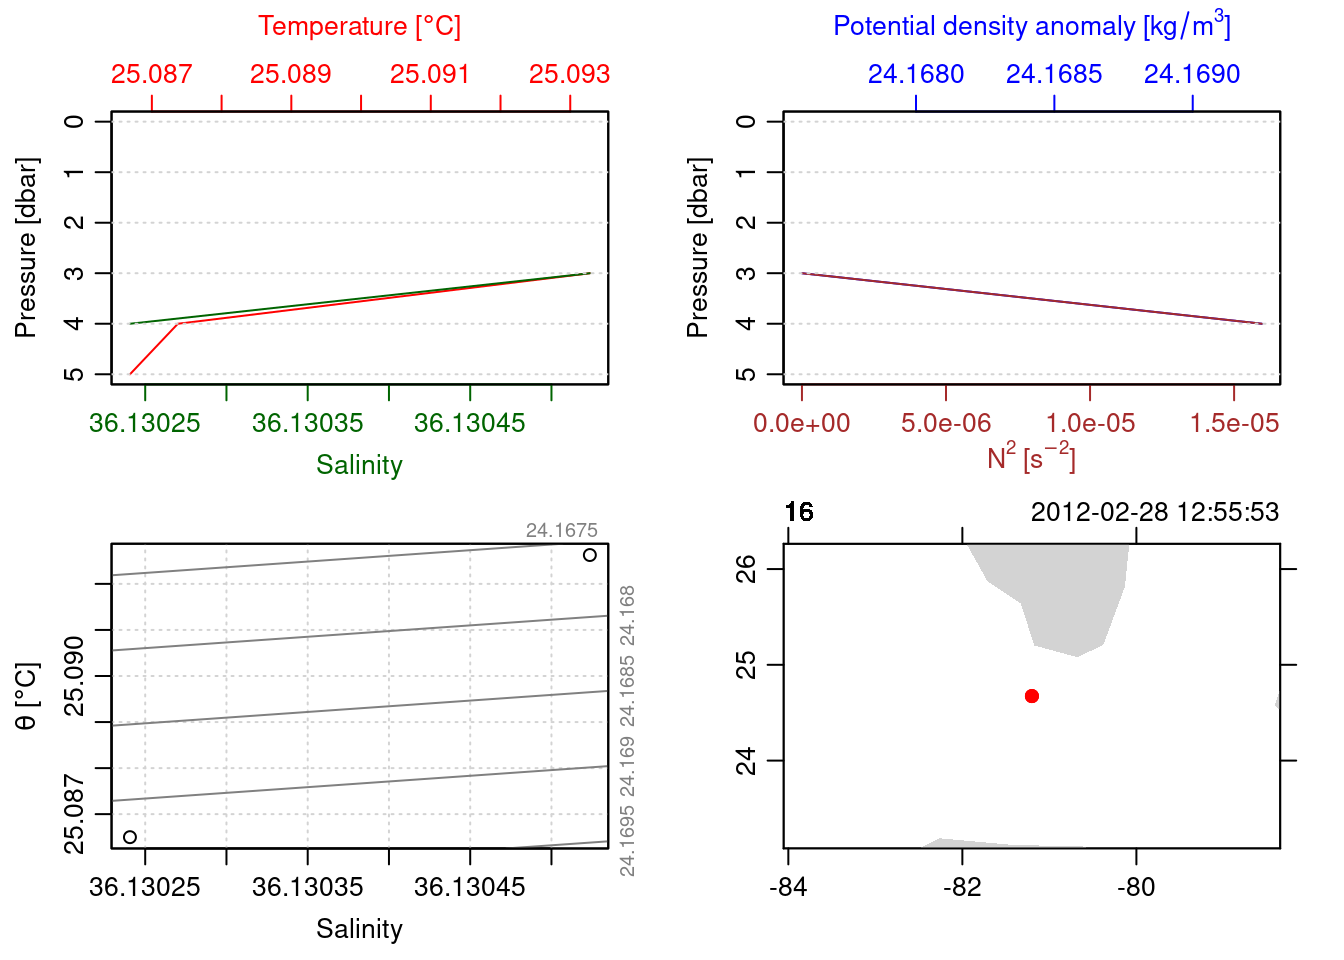 Temperature [°C]
25.087 25.089 25.091 25.093
0
1
2
3
4
5
Pressure [dbar]
36.13025 36.13035 36.13045
Salinity
Potential density anomaly [kg/m³]
24.1680 24.1685 24.1690
0
1
2
3
4
5
Pressure [dbar]
0.0e+00 5.0e-06 1.0e-05 1.5e-05
N² [s⁻²]
24.1675
24.168
24.1685
24.169
24.1695
25.090
25.087
θ [°C]
36.13025 36.13035 36.13045
Salinity
16 2012-02-28 12:55:53
26
25
24
-84 -82 -80